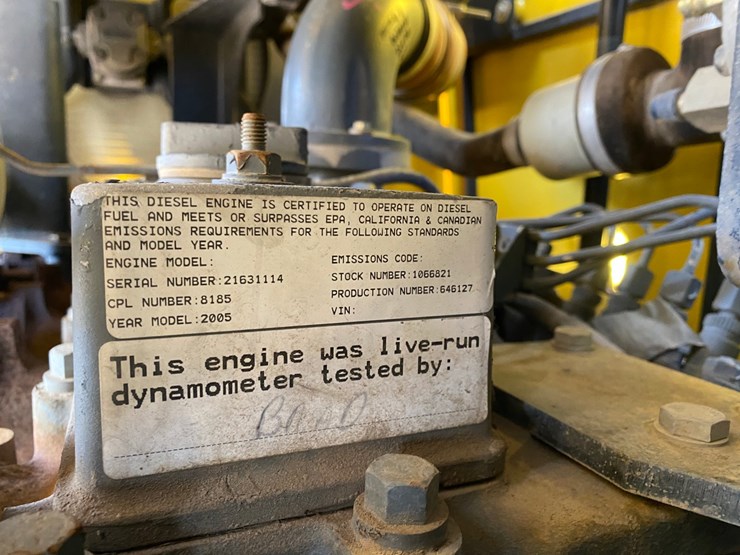 THIS DIESEL ENGINE IS CERTIFIED TO OPERATE ON DIESEL
FUEL AND MEETS OR SURPASSES EPA, CALIFORNIA & CANADIAN
EMISSIONS REQUIREMENTS FOR THE FOLLOWING STANDARDS
AND MODEL YEAR.
ENGINE MODEL: EMISSIONS CODE:
SERIAL NUMBER:21631114 STOCK NUMBER:1066821
CPL NUMBER:8185 PRODUCTION NUMBER:646127
YEAR MODEL:2005 VIN:
This engine was live-run
dynamometer tested by: